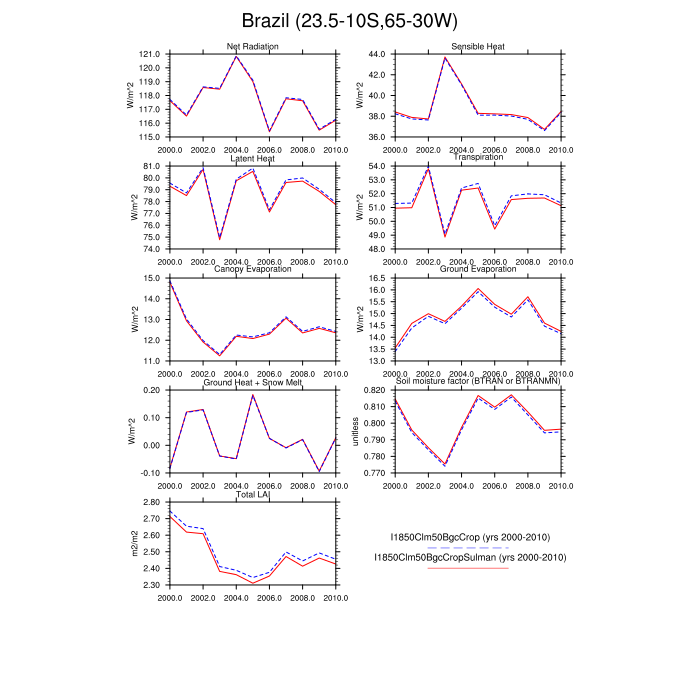 Brazil (23.5-10S,65-30W)
Net Radiation
W/m^2
121.0
120.0
119.0
118.0
117.0
116.0
115.0
2000.0 2002.0 2004.0 2006.0 2008.0 2010.0
Sensible Heat
W/m^2
44.0
42.0
40.0
38.0
36.0
2000.0 2002.0 2004.0 2006.0 2008.0 2010.0
Latent Heat
W/m^2
81.0
80.0
79.0
78.0
77.0
76.0
75.0
74.0
2000.0 2002.0 2004.0 2006.0 2008.0 2010.0
Transpiration
W/m^2
54.0
53.0
52.0
51.0
50.0
49.0
48.0
2000.0 2002.0 2004.0 2006.0 2008.0 2010.0
Canopy Evaporation
W/m^2
15.0
14.0
13.0
12.0
11.0
2000.0 2002.0 2004.0 2006.0 2008.0 2010.0
Ground Evaporation
W/m^2
16.5
16.0
15.5
15.0
14.5
14.0
13.5
13.0
2000.0 2002.0 2004.0 2006.0 2008.0 2010.0
Ground Heat + Snow Melt
W/m^2
0.20
0.10
0.00
-0.10
2000.0 2002.0 2004.0 2006.0 2008.0 2010.0
Soil moisture factor (BTRAN or BTRANMN)
unitless
0.820
0.810
0.800
0.790
0.780
0.770
2000.0 2002.0 2004.0 2006.0 2008.0 2010.0
Total LAI
m2/m2
2.80
2.70
2.60
2.50
2.40
2.30
2000.0 2002.0 2004.0 2006.0 2008.0 2010.0
I1850Clm50BgcCrop (yrs 2000-2010)
I1850Clm50BgcCropSulman (yrs 2000-2010)